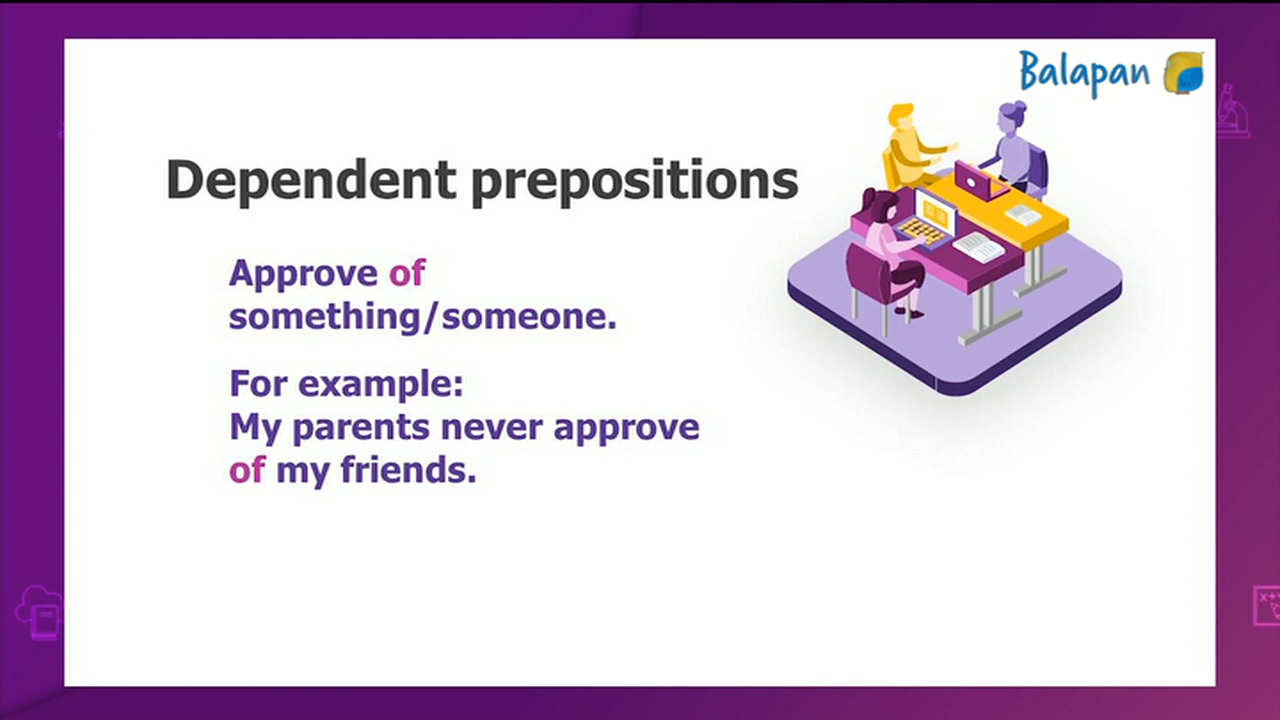 Balapan
Dependent prepositions
Approve of
something/someone.
For example:
My parents never approve
of my friends.